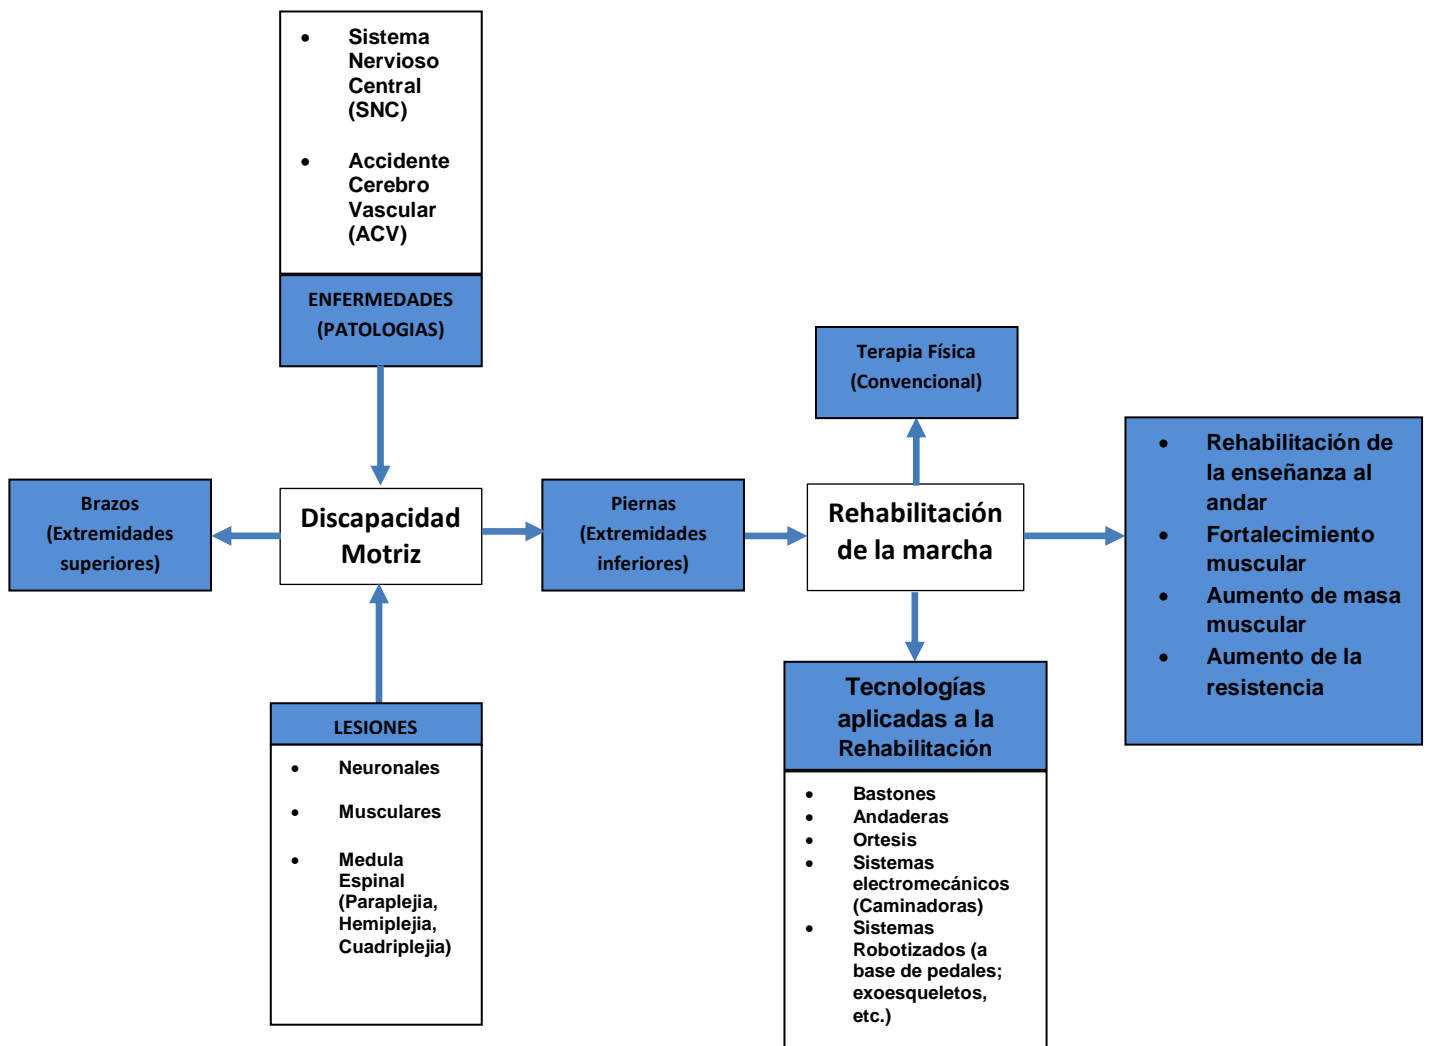 • Sistema
Nervioso
Central
(SNC)
• Accidente
Cerebro
Vascular
(ACV)
ENFERMEDADES
(PATOLOGIAS)
Brazos
(Extremidades
superiores)
Discapacidad
Motriz
LESIONES
• Neuronales
• Musculares
• Medula
Espinal
(Paraplejia,
Hemiplejia,
Cuadriplejia)
Piernas
(Extremidades
inferiores)
Terapia Física
(Convencional)
Rehabilitación
de la marcha
Tecnologías
aplicadas a la
Rehabilitación
• Bastones
• Andaderas
• Ortesis
• Sistemas
electromecánicos
(Caminadoras)
• Sistemas
Robotizados (a
base de pedales;
exoesqueletos,
etc.)
• Rehabilitación de
la enseñanza al
andar
• Fortalecimiento
muscular
• Aumento de masa
muscular
• Aumento de la
resistencia